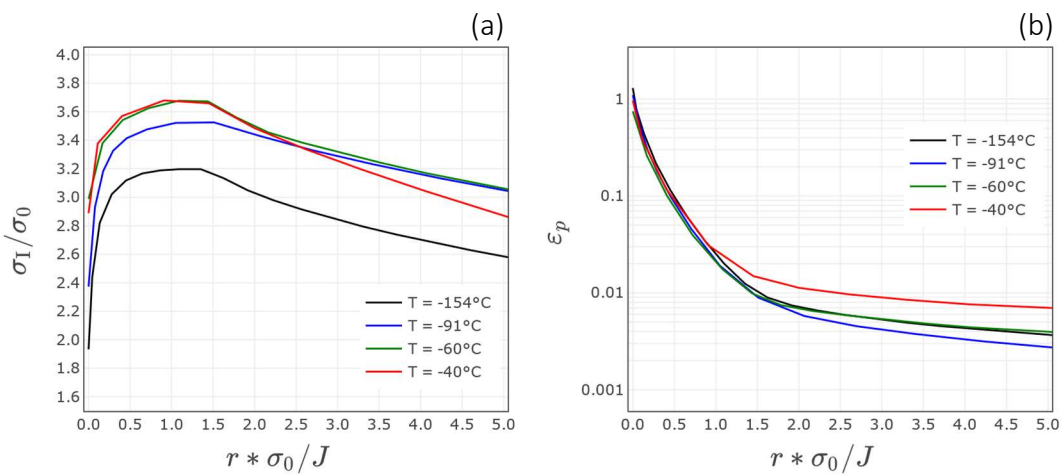 (a)
4.0
3.8
3.6
3.4
3.2
3.0
2.8
2.6
2.4
2.2
2.0
1.8
1.6
σI/σ0
0.0 0.5 1.0 1.5 2.0 2.5 3.0 3.5 4.0 4.5 5.0
r * σ0/J
T = -154°C
T = -91°C
T = -60°C
T = -40°C
(b)
1
0.1
0.01
0.001
εp
0.0 0.5 1.0 1.5 2.0 2.5 3.0 3.5 4.0 4.5 5.0
r * σ0/J
T = -154°C
T = -91°C
T = -60°C
T = -40°C